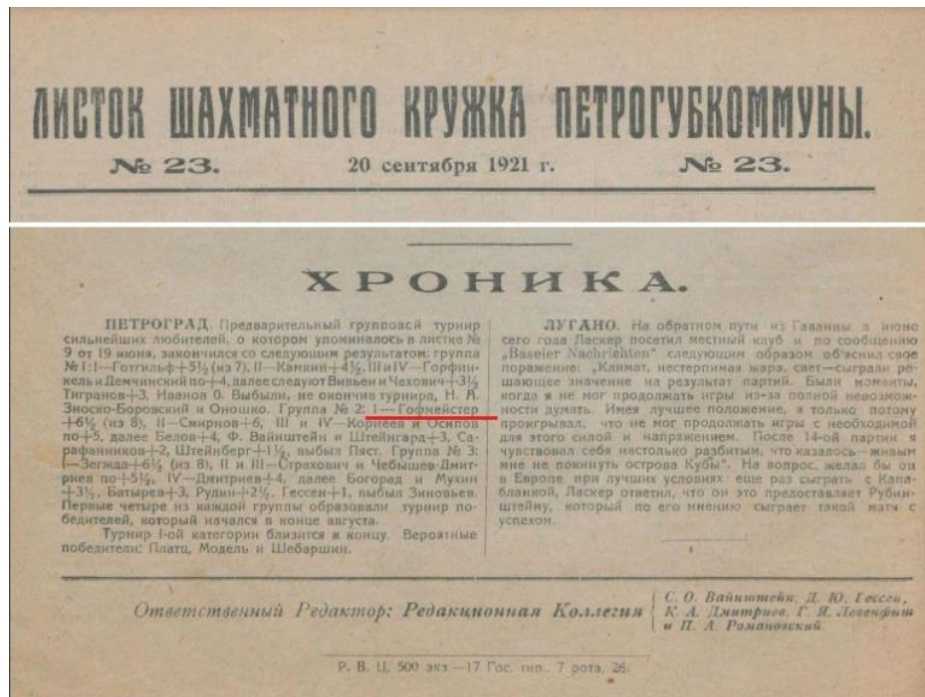 ЛИСТОК ШАХМАТНОГО КРУЖКА ПЕТРОГУБКОММУНЫ.
№ 23. 20 сентября 1921 г. № 23.
ХРОНИКА.
ПЕТРОГРАД. Предварительный групповой турнир
сильнейших любителей, о котором упоминалось в листке №
9 от 19 июня, закончился со следующим результатом: группа
№ 1: I—Готгильф+5½ (из 7), II—Камкин+4½, III и IV—Горфин-
кель и Демчинский по+4, далее следуют Вивьен и Чехович+3½
Тигранов+3, Иванов 0. Выбыли, не окончив турнира, Н. А.
Зноско-Боровский и Оношко. Группа № 2: I—Гофмейстер
+6½ (из 8), II—Смирнов+6, III и IV—Корнеев и Осипов
по+5, далее Белов+4, Ф. Вайнштейн и Штейнгард+3, Са-
рафанников+2, Штейнберг+1½, выбыл Пяст. Группа № 3:
I—Зегжда+6½ (из 8), II и III—Страхович и Чебышев-Дмит-
риев по+5½, IV—Дмитриев+4, далее Богорад и Мухин
+3½, Батырев+3, Рудин+2½, Гессен+1, выбыл Зиновьев.
Первые четыре из каждой группы образовали турнир по-
бедителей, который начался в конце августа.
Турнир I-ой категории близится к концу. Вероятные
победители: Платц, Модель и Шебаршин.
ЛУГАНО. На обратном пути из Гаванны в июне
сего года Ласкер посетил местный клуб и по сообщению
„Baseler Nachrichten“ следующим образом об'яснил свое
поражение: „Климат, нестерпимая жара, свет—сыграли ре-
шающее значение на результат партий. Были моменты,
когда я не мог продолжать игры из-за полной невозмож-
ности думать. Имея лучшее положение, я только потому
проигрывал, что не мог продолжать игры с необходимой
для этого силой и напряжением. После 14-ой партии я
чувствовал себя настолько разбитым, что казалось—живым
мне не покинуть острова Кубы“. На вопрос, желал бы он
в Европе при лучших условиях еще раз сыграть с Капа-
бланкой, Ласкер ответил, что он это предоставляет Рубин-
штейну, который по его мнению сыграет такой матч с
успехом.
Ответственный Редактор: Редакционная Коллегия
С. О. Вайнштейн, Д. Ю. Гессен,
К. А. Дмитриев, Г. Я. Левенфиш
и П. А. Романовский.
Р. В. Ц. 500 экз.—17 Гос. тип., 7 рота, 26.